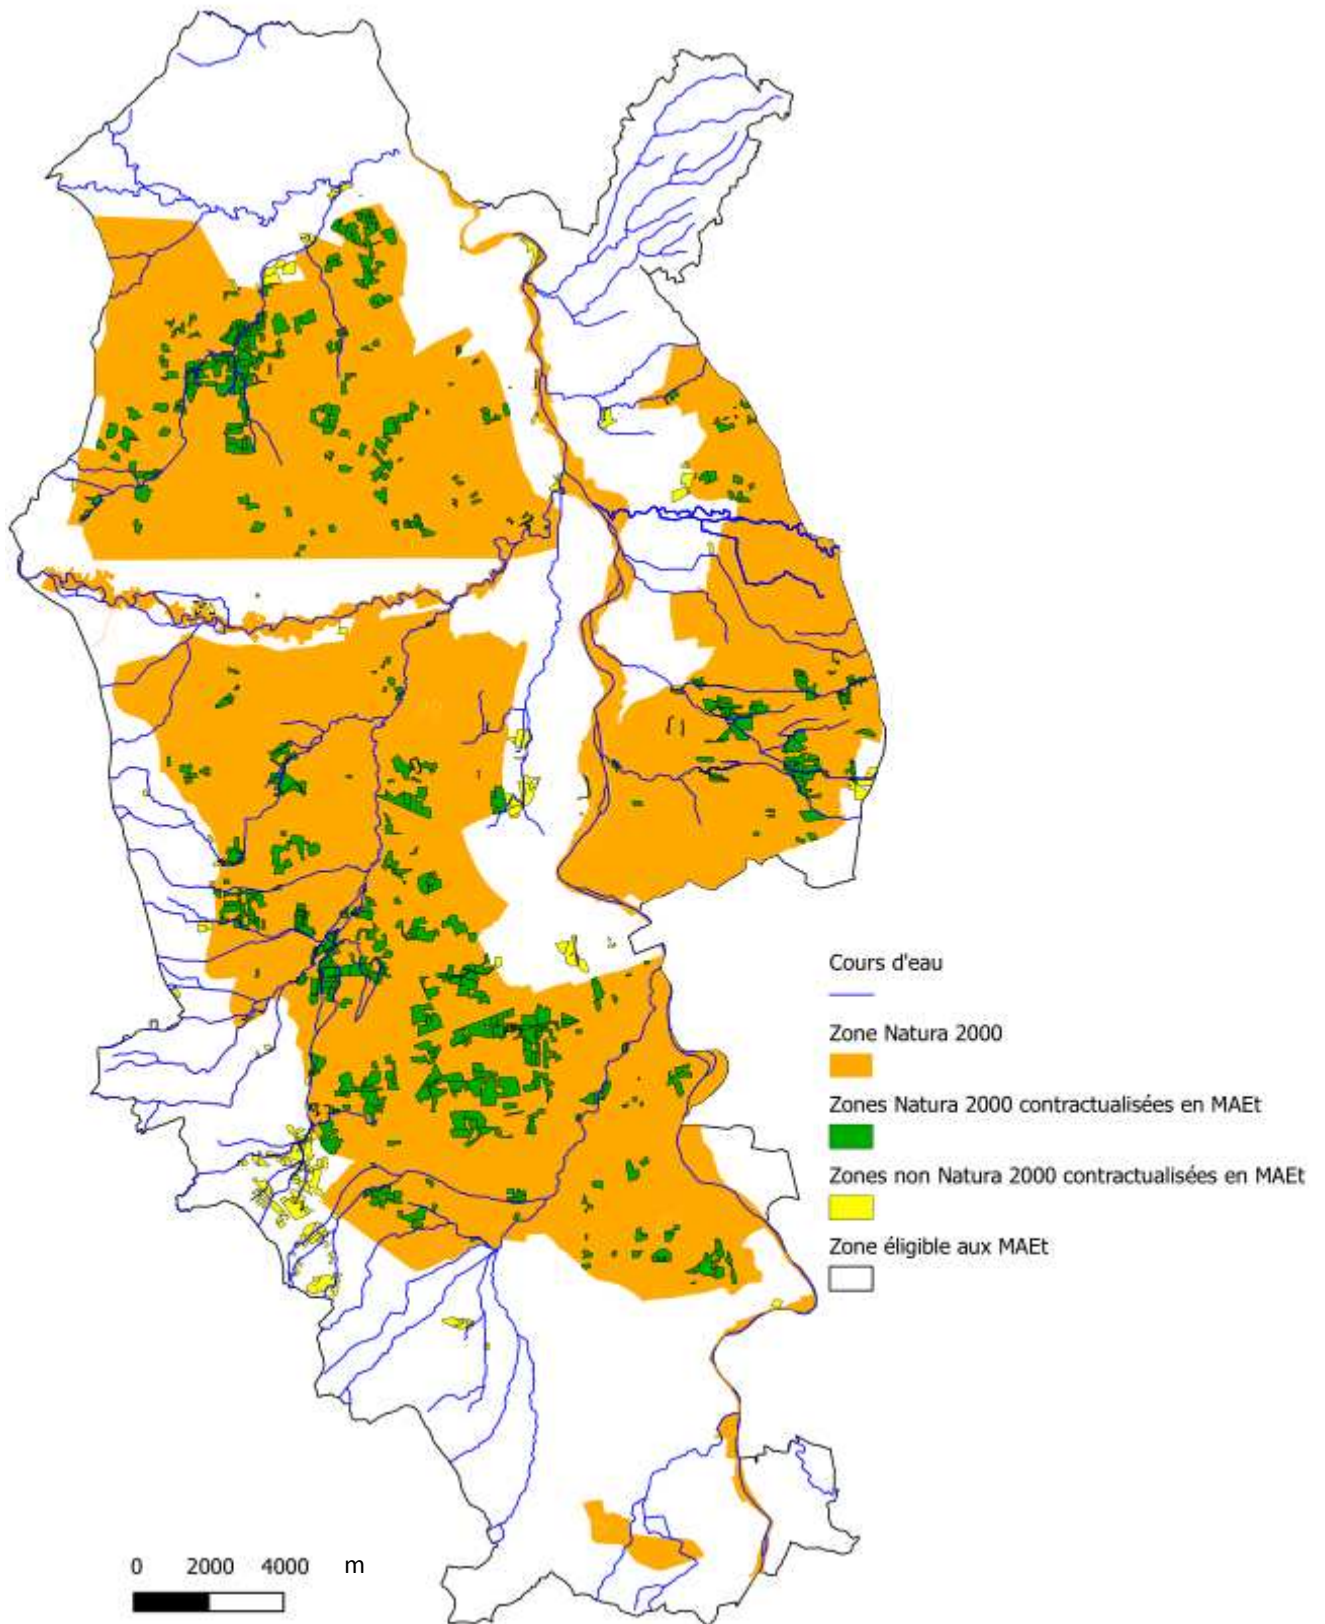 Cours d'eau
Zone Natura 2000
Zones Natura 2000 contractualisées en MAEt
Zones non Natura 2000 contractualisées en MAEt
Zone éligible aux MAEt
0 2000 4000 m